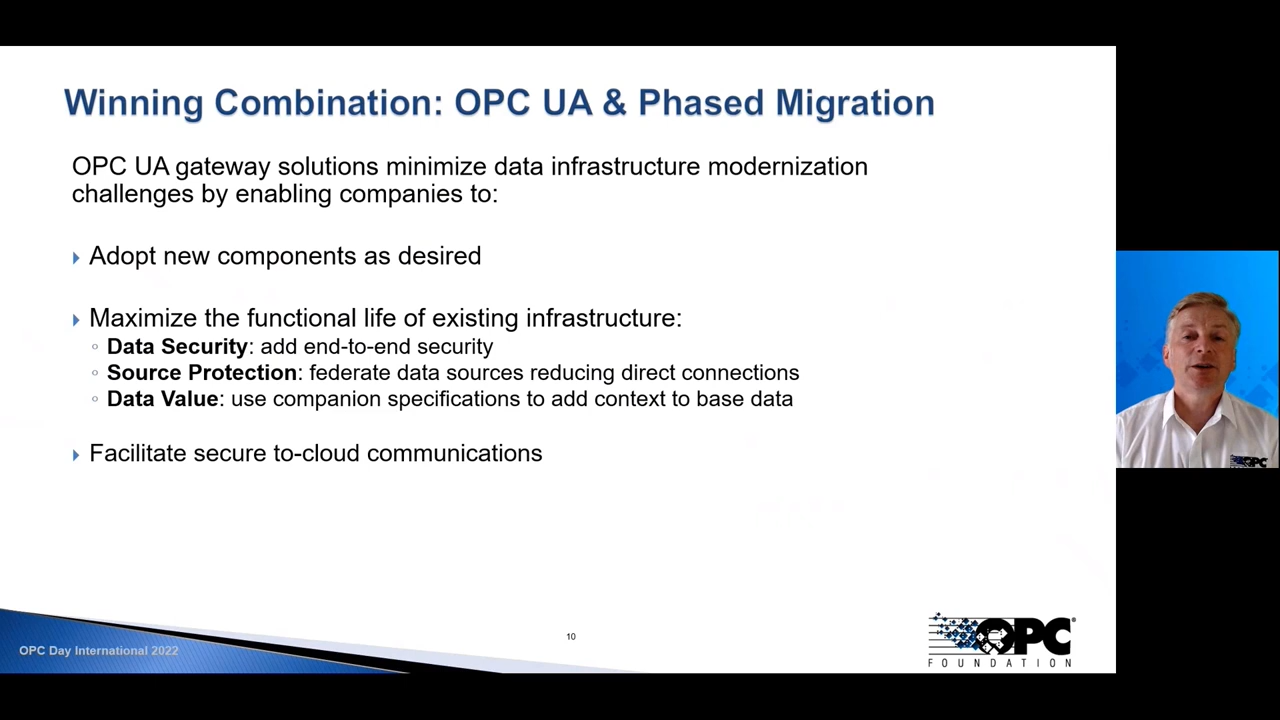 Winning Combination: OPC UA & Phased Migration
OPC UA gateway solutions minimize data infrastructure modernization
challenges by enabling companies to:
Adopt new components as desired
Maximize the functional life of existing infrastructure:
Data Security: add end-to-end security
Source Protection: federate data sources reducing direct connections
Data Value: use companion specifications to add context to base data
Facilitate secure to-cloud communications
OPC Day International 2022
10
OPC®
FOUNDATION
OPC